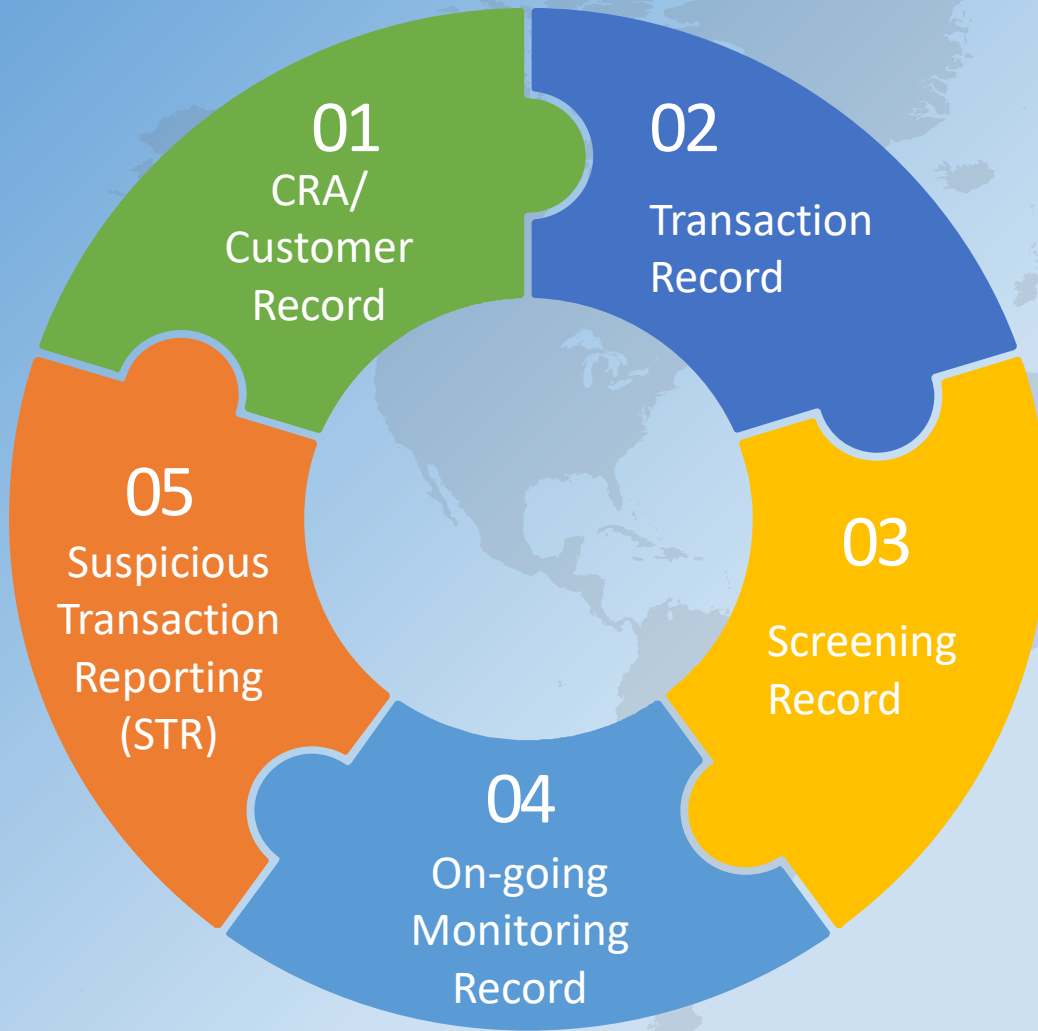 01
CRA/
Customer
Record
02
Transaction
Record
03
Screening
Record
04
On-going
Monitoring
Record
05
Suspicious
Transaction
Reporting
(STR)